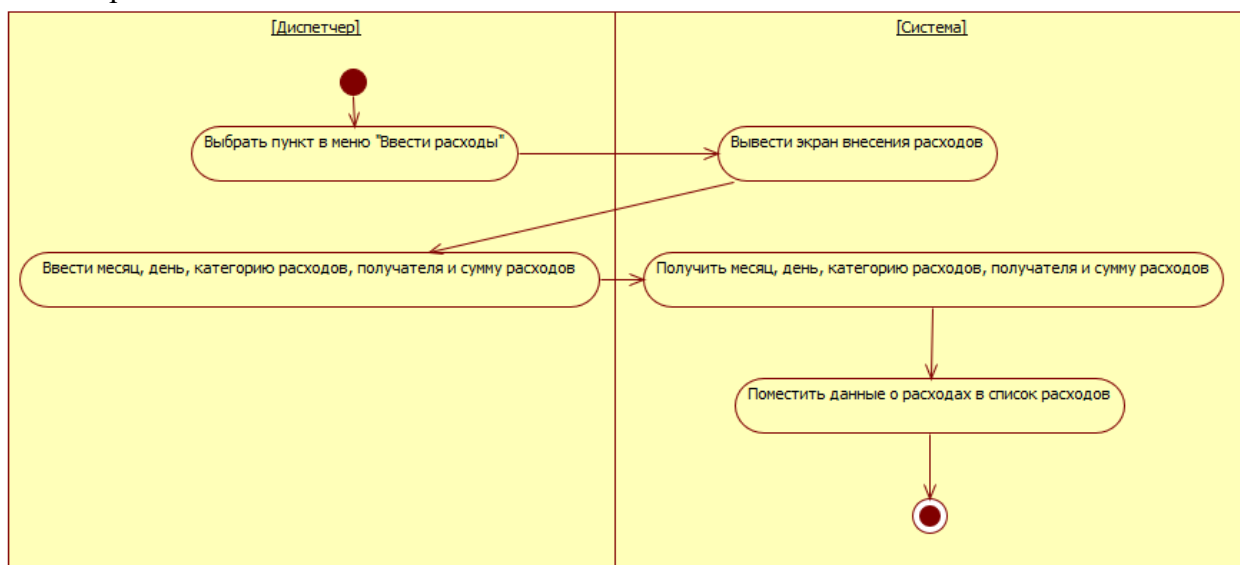 [Диспетчер]
[Система]
Выбрать пункт в меню "Ввести расходы"
Вывести экран внесения расходов
Ввести месяц, день, категорию расходов, получателя и сумму расходов
Получить месяц, день, категорию расходов, получателя и сумму расходов
Поместить данные о расходах в список расходов